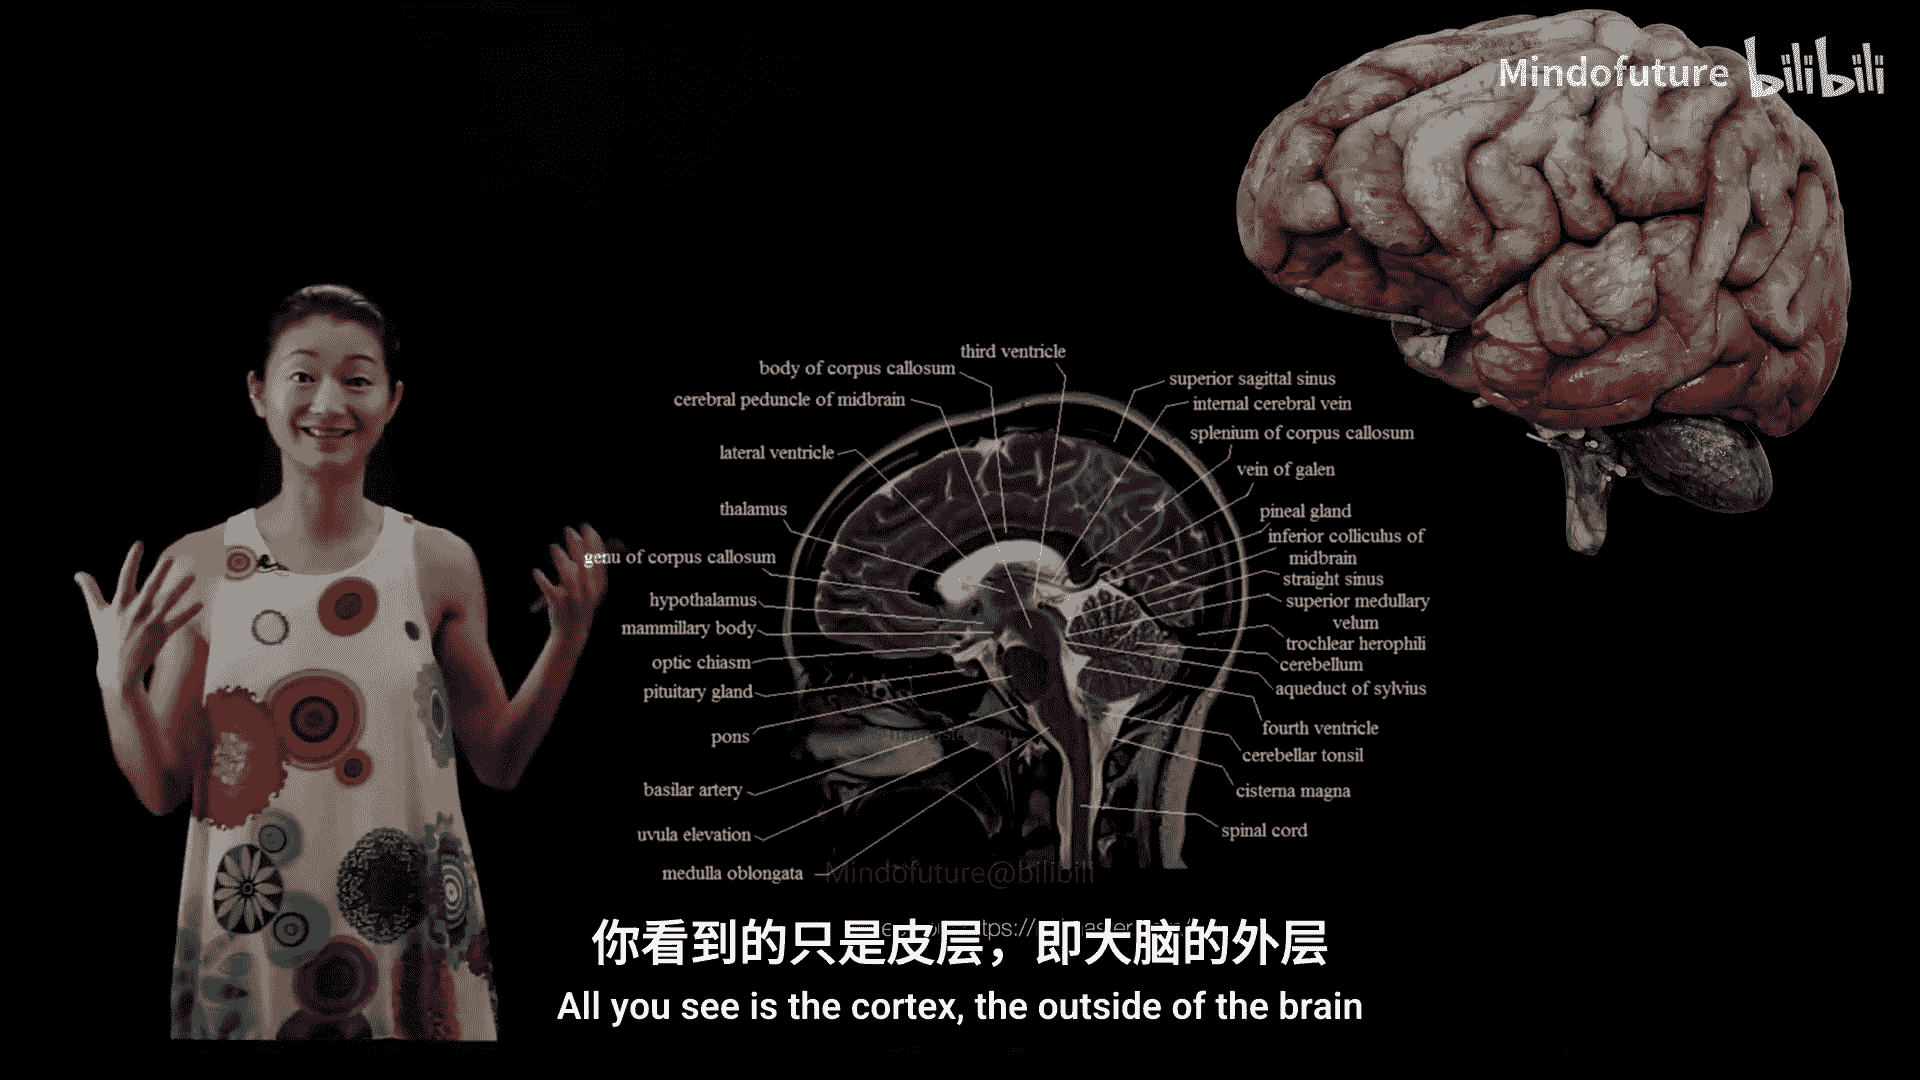 Mindofuture bilibili
third ventricle
body of corpus callosum
cerebral peduncle of midbrain
lateral ventricle
thalamus
genu of corpus callosum
hypothalamus
mammillary body
optic chiasm
pituitary gland
pons
basilar artery
uvula elevation
medulla oblongata
superior sagittal sinus
internal cerebral vein
splenium of corpus callosum
vein of galen
pineal gland
inferior colliculus of
midbrain
straight sinus
superior medullary
velum
trochlear herophili
cerebellum
aqueduct of sylvius
fourth ventricle
cerebellar tonsil
cisterna magna
spinal cord
Mindofuture@bilibili
你看到的只是皮层，即大脑的外层
All you see is the cortex, the outside of the brain